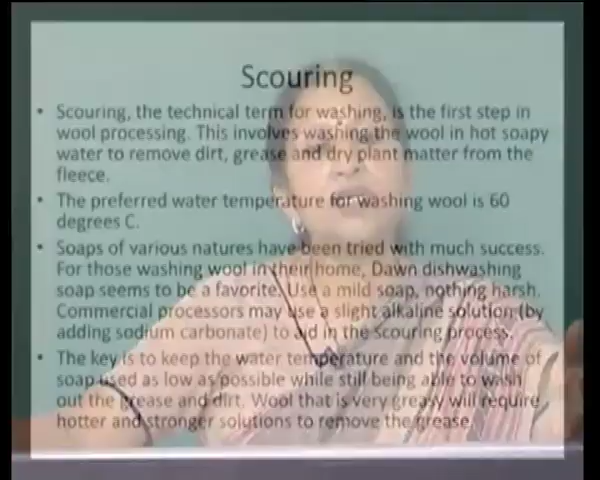 Scouring
• Scouring, the technical term for washing, is the first step in
wool processing. This involves washing the wool in hot soapy
water to remove dirt, grease and dry plant matter from the
fleece.
• The preferred water temperature for washing wool is 60
degrees C.
• Soaps of various natures have been tried with much success.
For those washing wool in their home, Dawn dishwashing
soap seems to be a favorite. Use a mild soap, nothing harsh.
Commercial processors may use a slight alkaline solution (by
adding sodium carbonate) to aid in the scouring process.
• The key is to keep the water temperature and the volume of
soap used as low as possible while still being able to wash
out the grease and dirt. Wool that is very greasy will require
hotter and stronger solutions to remove the grease.